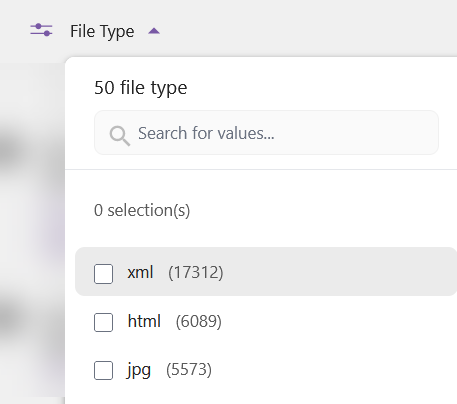 File Type
50 file type
Search for values...
0 selection(s)
xml (17312)
html (6089)
jpg (5573)